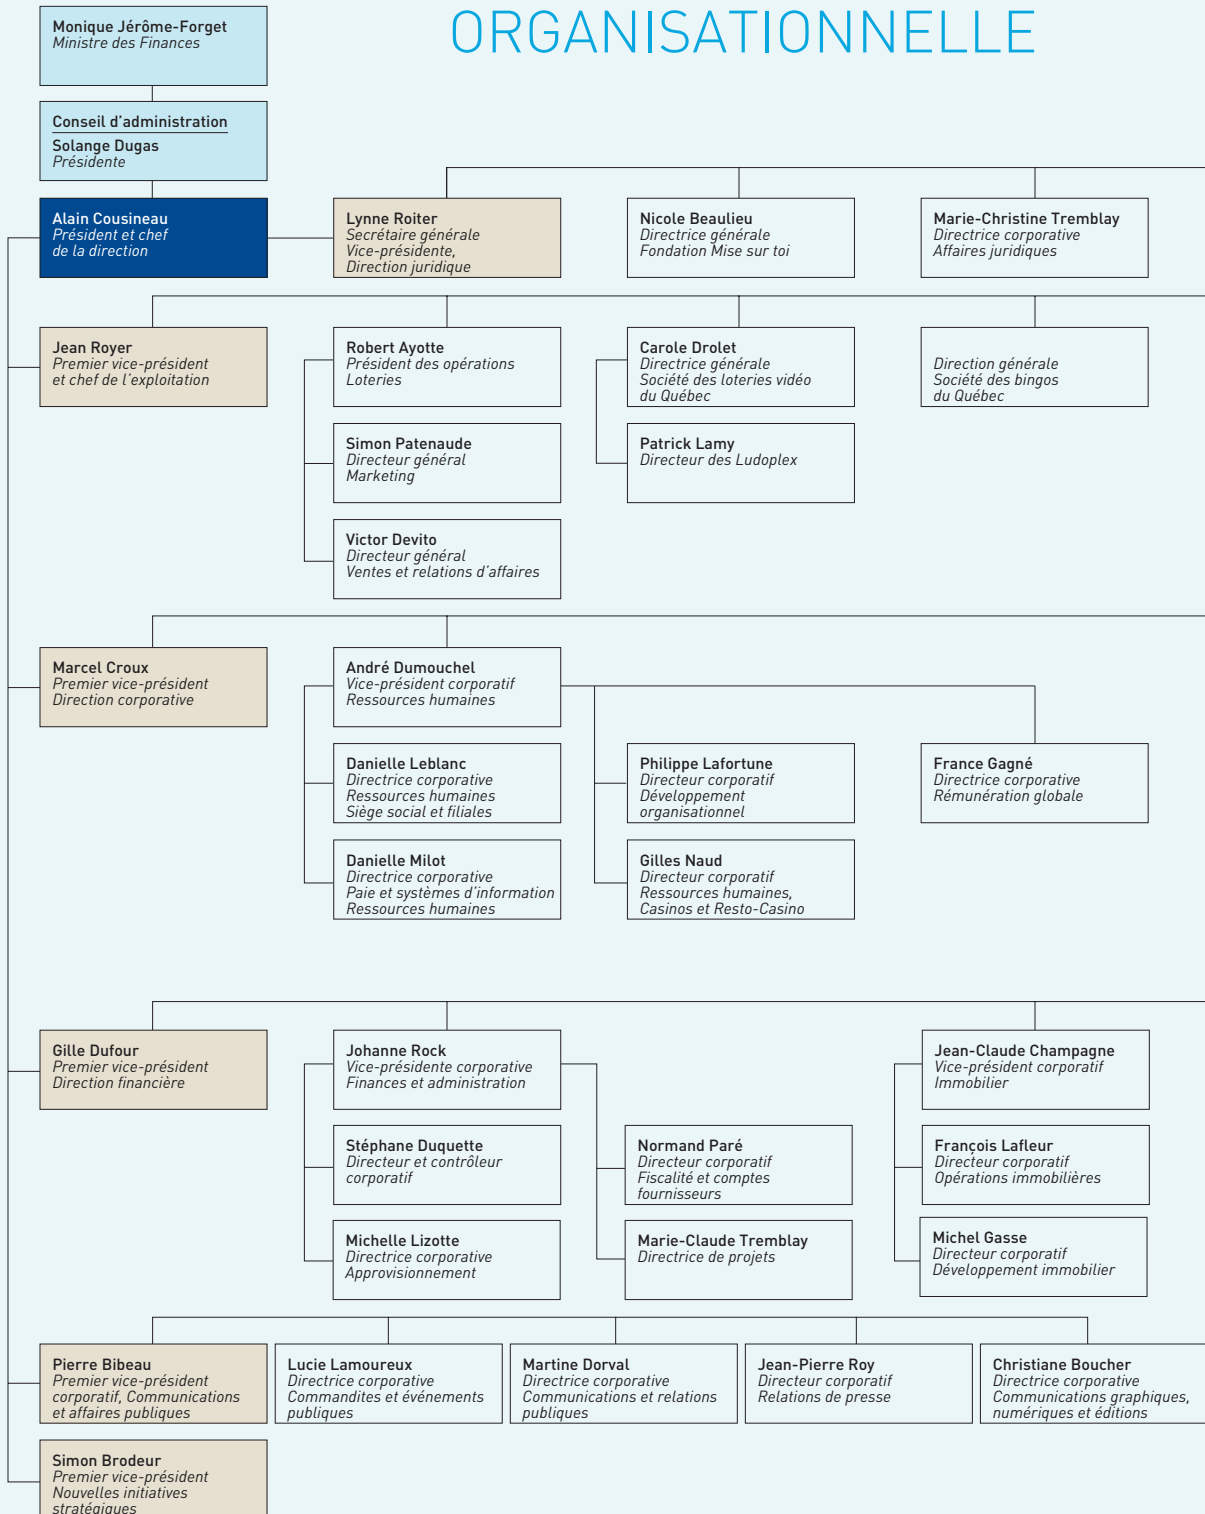 ORGANISATIONNELLE
Monique Jérôme-Forget
Ministre des Finances
Conseil d'administration
Solange Dugas
Présidente
Alain Cousineau
Président et chef
de la direction
Lynne Roiter
Secrétaire générale
Vice-présidente,
Direction juridique
Nicole Beaulieu
Directrice générale
Fondation Mise sur toi
Marie-Christine Tremblay
Directrice corporative
Affaires juridiques
Jean Royer
Premier vice-président
et chef de l'exploitation
Robert Ayotte
Président des opérations
Loteries
Carole Drolet
Directrice générale
Société des loteries vidéo
du Québec
Direction générale
Société des bingos
du Québec
Simon Patenaude
Directeur général
Marketing
Patrick Lamy
Directeur des Ludoplex
Victor Devito
Directeur général
Ventes et relations d'affaires
Marcel Croux
Premier vice-président
Direction corporative
André Dumouchel
Vice-président corporatif
Ressources humaines
Danielle Leblanc
Directrice corporative
Ressources humaines
Siège social et filiales
Philippe Lafortune
Directeur corporatif
Développement
organisationnel
France Gagné
Directrice corporative
Rémunération globale
Danielle Milot
Directrice corporative
Paie et systèmes d'information
Ressources humaines
Gilles Naud
Directeur corporatif
Ressources humaines,
Casinos et Resto-Casino
Gille Dufour
Premier vice-président
Direction financière
Johanne Rock
Vice-présidente corporative
Finances et administration
Jean-Claude Champagne
Vice-président corporatif
Immobilier
Stéphane Duquette
Directeur et contrôleur
corporatif
Normand Paré
Directeur corporatif
Fiscalité et comptes
fournisseurs
François Lafleur
Directeur corporatif
Opérations immobilières
Michelle Lizotte
Directrice corporative
Approvisionnement
Marie-Claude Tremblay
Directrice de projets
Michel Gasse
Directeur corporatif
Développement immobilier
Pierre Bibeau
Premier vice-président
corporatif, Communications
et affaires publiques
Lucie Lamoureux
Directrice corporative
Commandites et événements
publiques
Martine Dorval
Directrice corporative
Communications et relations
publiques
Jean-Pierre Roy
Directeur corporatif
Relations de presse
Christiane Boucher
Directrice corporative
Communications graphiques,
numériques et éditions
Simon Brodeur
Premier vice-président
Nouvelles initiatives
stratégiques